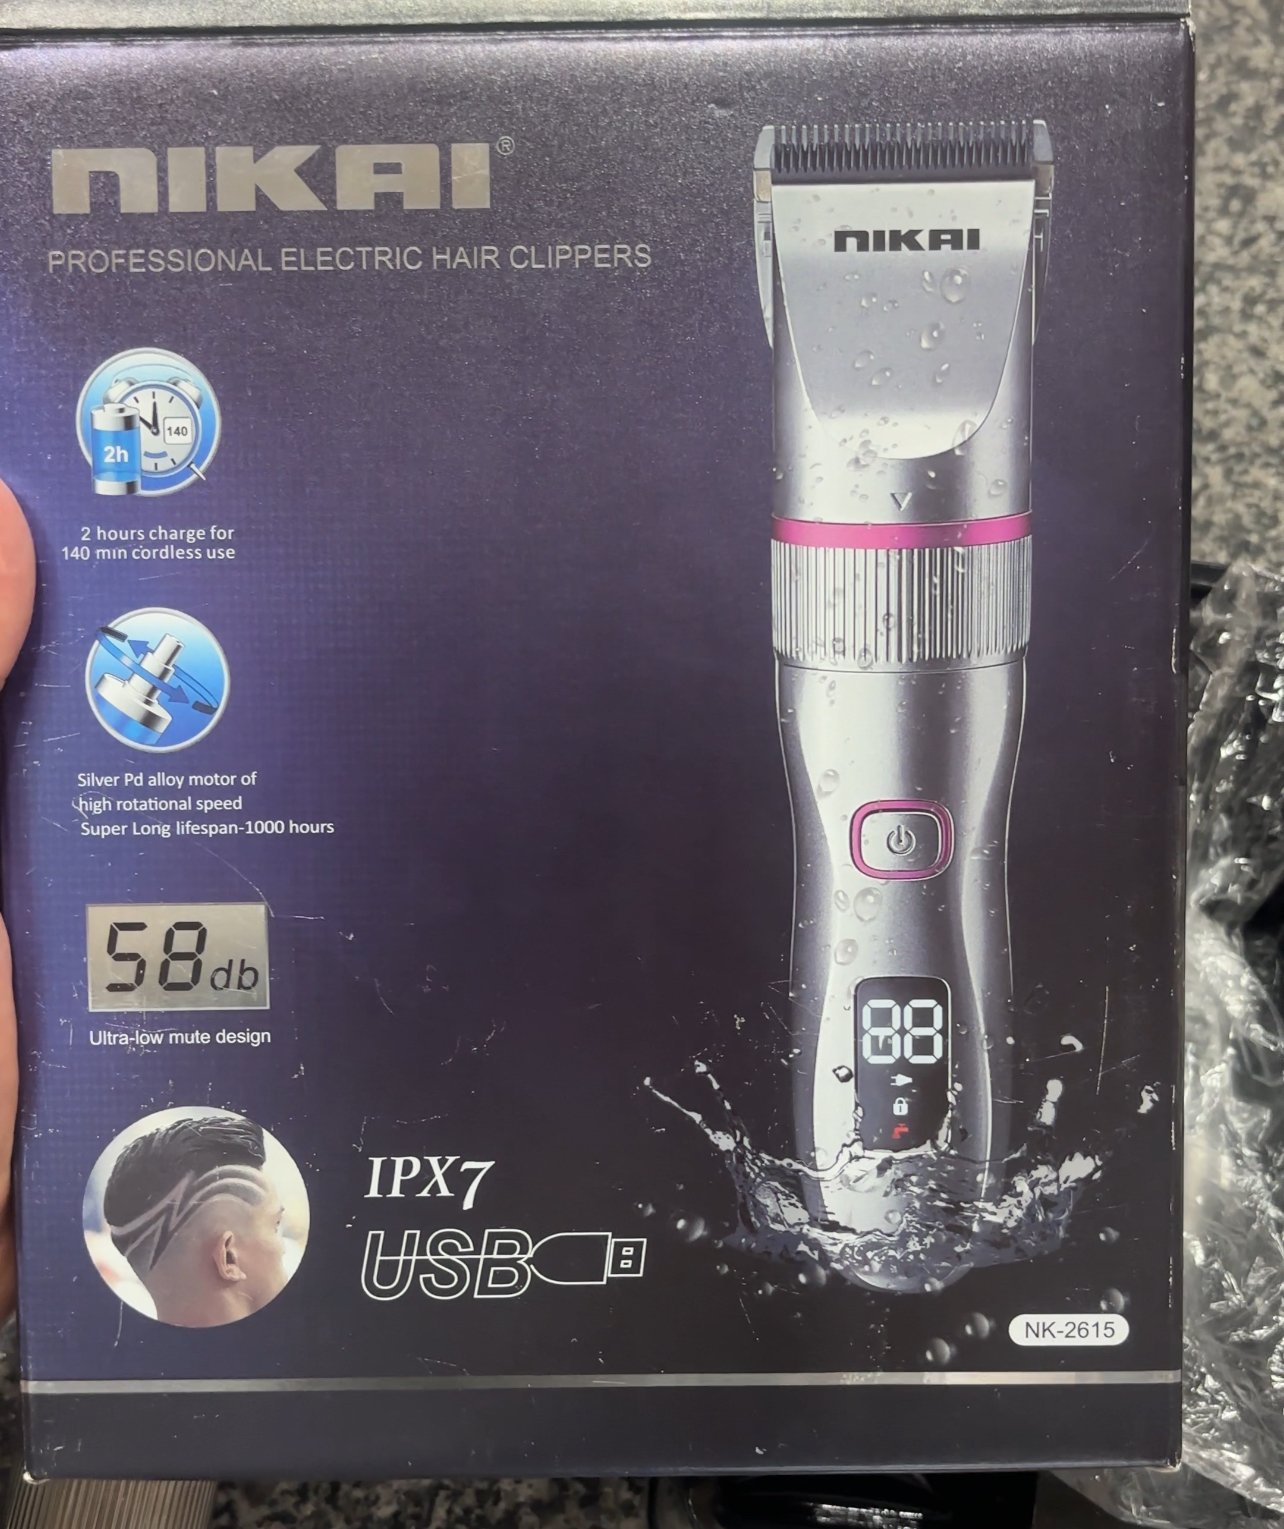 NIKAI®
PROFESSIONAL ELECTRIC HAIR CLIPPERS
NIKAI
140
2h
2 hours charge for
140 min cordless use
Silver Pd alloy motor of
high rotational speed
Super Long lifespan-1000 hours
58db
Ultra-low mute design
88
IPX7
USB
NK-2615